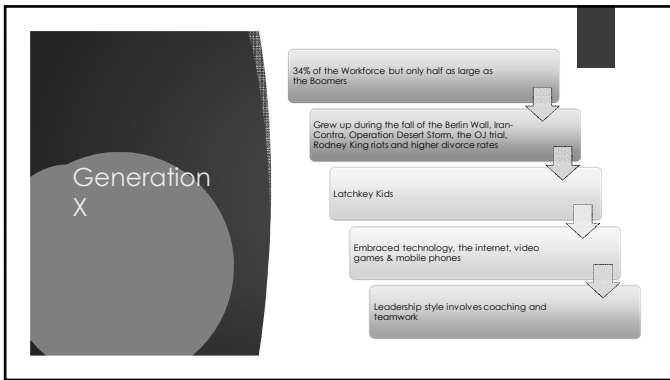 Generation
X
34% of the Workforce but only half as large as
the Boomers
Grew up during the fall of the Berlin Wall, Iran-
Contra, Operation Desert Storm, the OJ trial,
Rodney King riots and higher divorce rates
Latchkey Kids
Embraced technology, the internet, video
games & mobile phones
Leadership style involves coaching and
teamwork